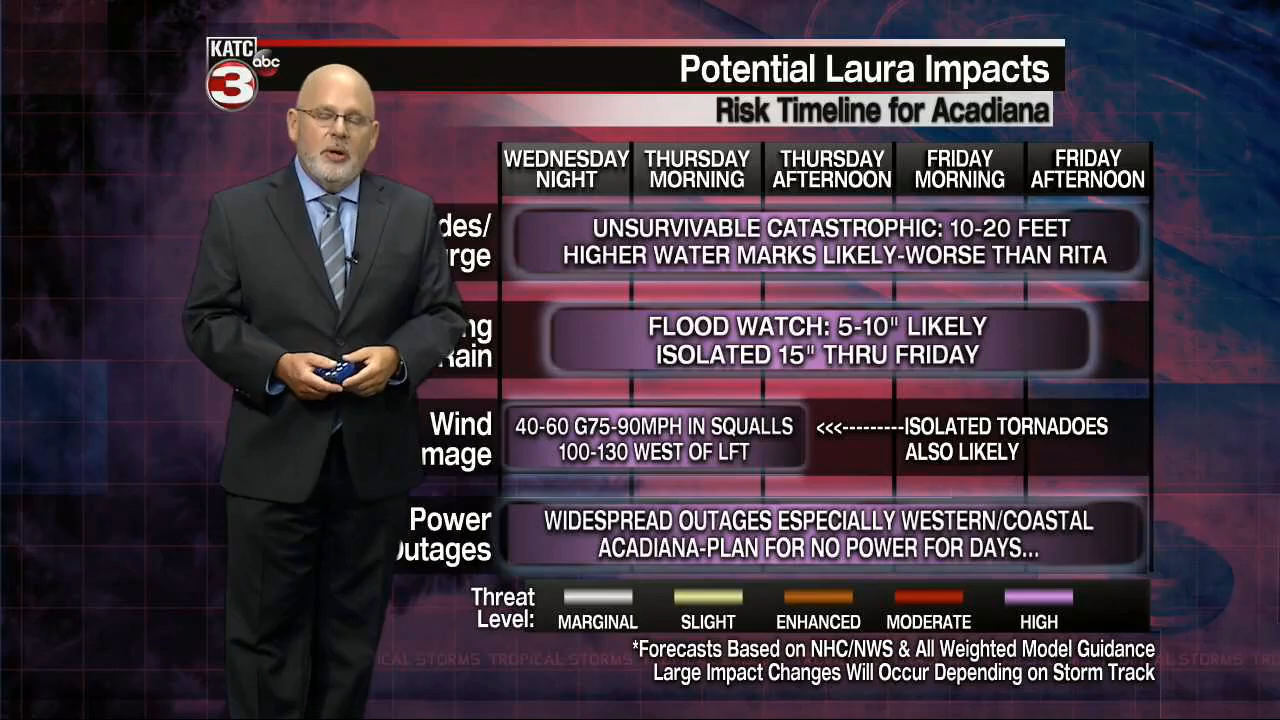 KATC
abc
3
Potential Laura Impacts
Risk Timeline for Acadiana
WEDNESDAY NIGHT
THURSDAY MORNING
THURSDAY AFTERNOON
FRIDAY MORNING
FRIDAY AFTERNOON
UNSURVIVABLE CATASTROPHIC: 10-20 FEET
HIGHER WATER MARKS LIKELY-WORSE THAN RITA
FLOOD WATCH: 5-10" LIKELY
ISOLATED 15" THRU FRIDAY
Wind
40-60 G75-90MPH IN SQUALLS
100-130 WEST OF LFT
<<<---------ISOLATED TORNADOES
ALSO LIKELY
Power
Outages
WIDESPREAD OUTAGES ESPECIALLY WESTERN/COASTAL
ACADIANA-PLAN FOR NO POWER FOR DAYS...
Threat
Level:
MARGINAL
SLIGHT
ENHANCED
MODERATE
HIGH
*Forecasts Based on NHC/NWS & All Weighted Model Guidance
Large Impact Changes Will Occur Depending on Storm Track
TROPICAL STORMS